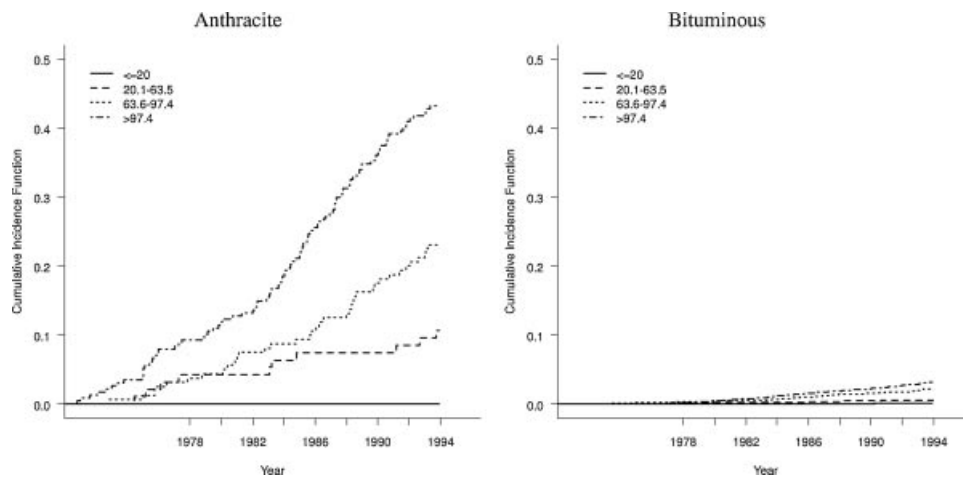 Anthracite
Cumulative Incidence Function
0.5
0.4
0.3
0.2
0.1
0.0
<=20
20.1-63.5
63.6-97.4
>97.4
1978 1982 1986 1990 1994
Year
Bituminous
Cumulative Incidence Function
0.5
0.4
0.3
0.2
0.1
0.0
<=20
20.1-63.5
63.6-97.4
>97.4
1978 1982 1986 1990 1994
Year